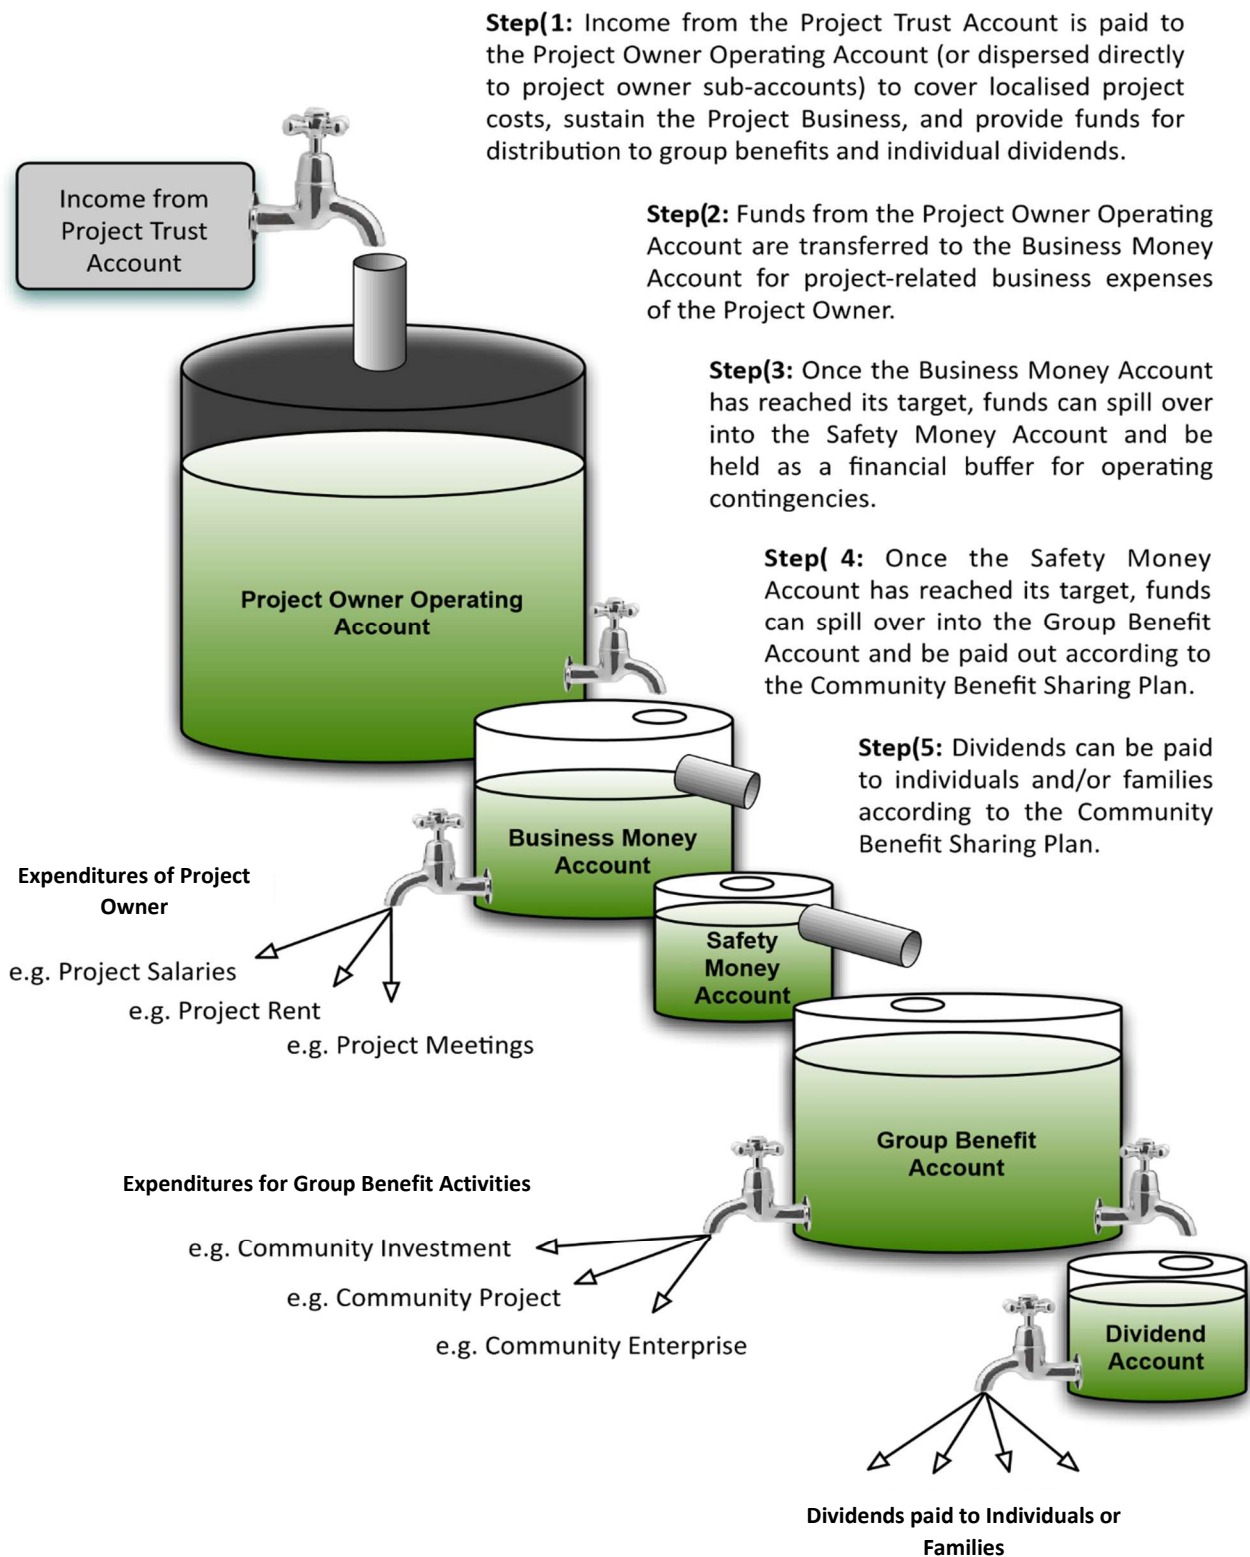 Step(1: Income from the Project Trust Account is paid to
the Project Owner Operating Account (or dispersed directly
to project owner sub-accounts) to cover localised project
costs, sustain the Project Business, and provide funds for
distribution to group benefits and individual dividends.
Income from
Project Trust
Account
Step(2: Funds from the Project Owner Operating
Account are transferred to the Business Money
Account for project-related business expenses
of the Project Owner.
Step(3: Once the Business Money Account
has reached its target, funds can spill over
into the Safety Money Account and be
held as a financial buffer for operating
contingencies.
Step( 4: Once the Safety Money
Account has reached its target, funds
can spill over into the Group Benefit
Account and be paid out according to
the Community Benefit Sharing Plan.
Project Owner Operating
Account
Step(5: Dividends can be paid
to individuals and/or families
according to the Community
Benefit Sharing Plan.
Business Money
Account
Expenditures of Project
Owner
e.g. Project Salaries
e.g. Project Rent
e.g. Project Meetings
Safety
Money
Account
Group Benefit
Account
Expenditures for Group Benefit Activities
e.g. Community Investment
e.g. Community Project
e.g. Community Enterprise
Dividend
Account
Dividends paid to Individuals or
Families